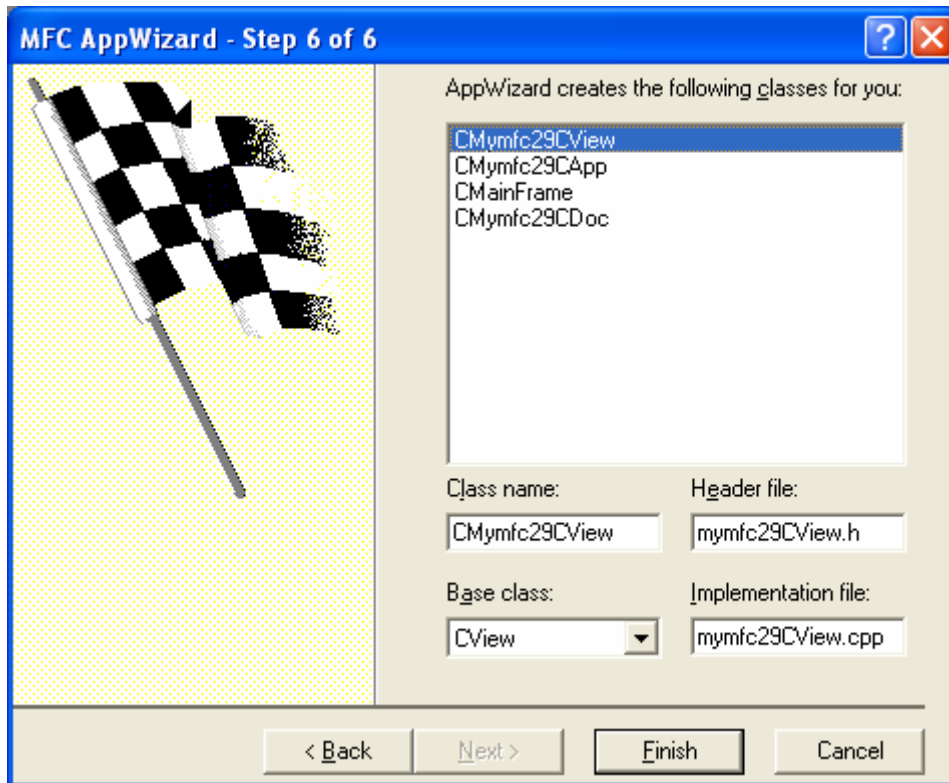 MFC AppWizard - Step 6 of 6
AppWizard creates the following classes for you:
CMymfc29CView
CMymfc29CApp
CMainFrame
CMymfc29CDoc
Class name:
Header file:
CMymfc29CView
mymfc29CView.h
Base class:
Implementation file:
CView
mymfc29CView.cpp
< Back
Next >
Finish
Cancel